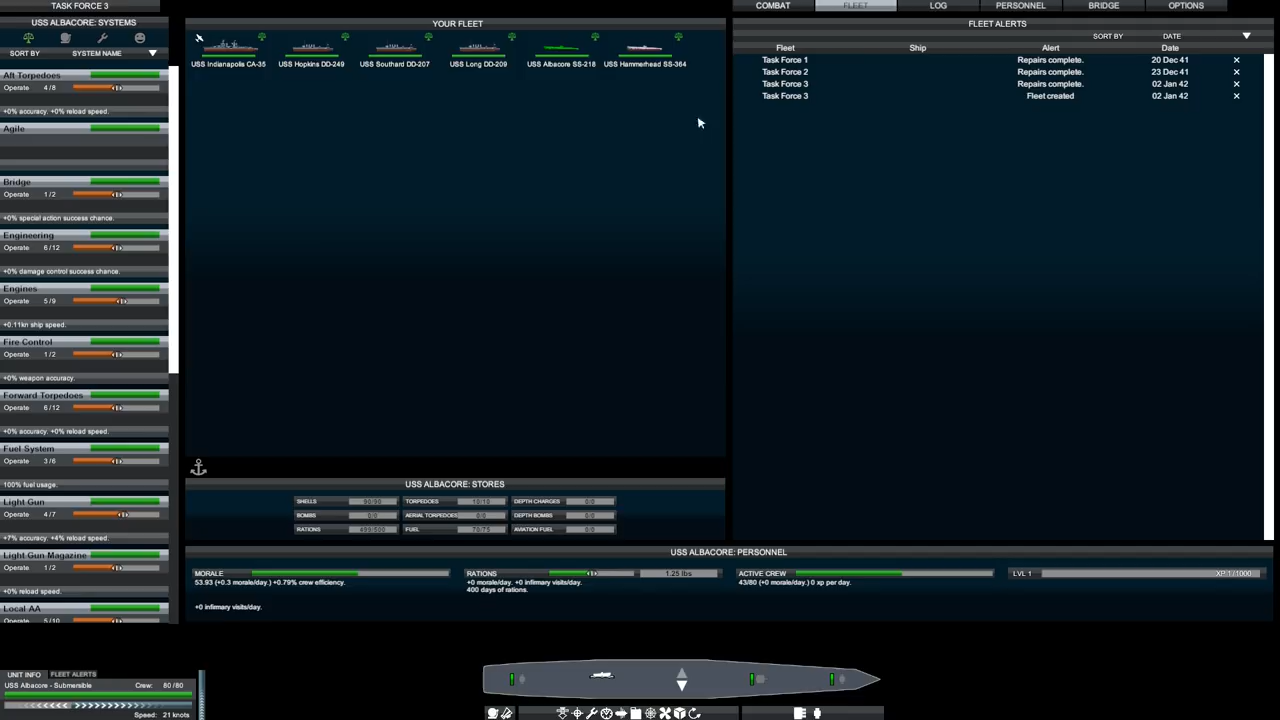 TASK FORCE 3
COMBAT FLEET LOG PERSONNEL BRIDGE OPTIONS
USS ALBACORE: SYSTEMS
SORT BY SYSTEM NAME
Aft Torpedoes
Operate 4/8
+0% accuracy. +0% reload speed.
Agile
Bridge
Operate 1/2
+0% special action success chance.
Engineering
Operate 6/12
+0% damage control success chance.
Engines
Operate 5/9
+0.11kn ship speed.
Fire Control
Operate 1/2
+0% weapon accuracy.
Forward Torpedoes
Operate 6/12
+0% accuracy. +0% reload speed.
Fuel System
Operate 3/6
100% fuel usage.
Light Gun
Operate 4/7
+7% accuracy. +4% reload speed.
Light Gun Magazine
Operate 1/2
+0% reload speed.
Local AA
Operate 5/10
YOUR FLEET
USS Indianapolis CA-35 USS Hopkins DD-249 USS Southard DD-207 USS Long DD-209 USS Albacore SS-218 USS Hammerhead SS-364
FLEET ALERTS
SORT BY DATE
Fleet Ship Alert Date
Task Force 1 Repairs complete. 20 Dec 41
Task Force 2 Repairs complete. 23 Dec 41
Task Force 3 Repairs complete. 02 Jan 42
Task Force 3 Fleet created 02 Jan 42
USS ALBACORE: STORES
SHELLS TORPEDOES DEPTH CHARGES 0/0
BOMBS 0/0 AERIAL TORPEDOES 0/0 DEPTH BOMBS 0/0
RATIONS FUEL AVIATION FUEL 0/0
USS ALBACORE: PERSONNEL
MORALE
53.93 (+0.3 morale/day.) +0.79% crew efficiency.
+0 infirmary visits/day.
RATIONS 1.25 lbs
+0 morale/day. +0 infirmary visits/day.
400 days of rations.
ACTIVE CREW
43/80 (+0 morale/day.) 0 xp per day.
LVL 1 XP 1/1000
UNIT INFO FLEET ALERTS
USS Albacore - Submersible Crew: 80/80
Speed: 21 knots